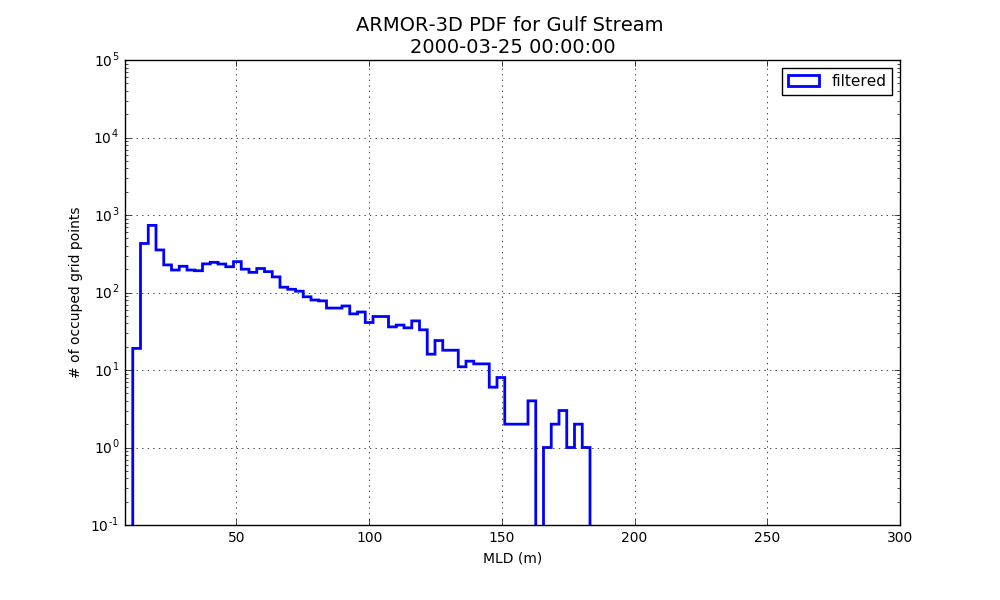 ARMOR-3D PDF for Gulf Stream
2000-03-25 00:00:00
filtered
# of occuped grid points
10^5
10^4
10^3
10^2
10^1
10^0
10^-1
50 100 150 200 250 300
MLD (m)